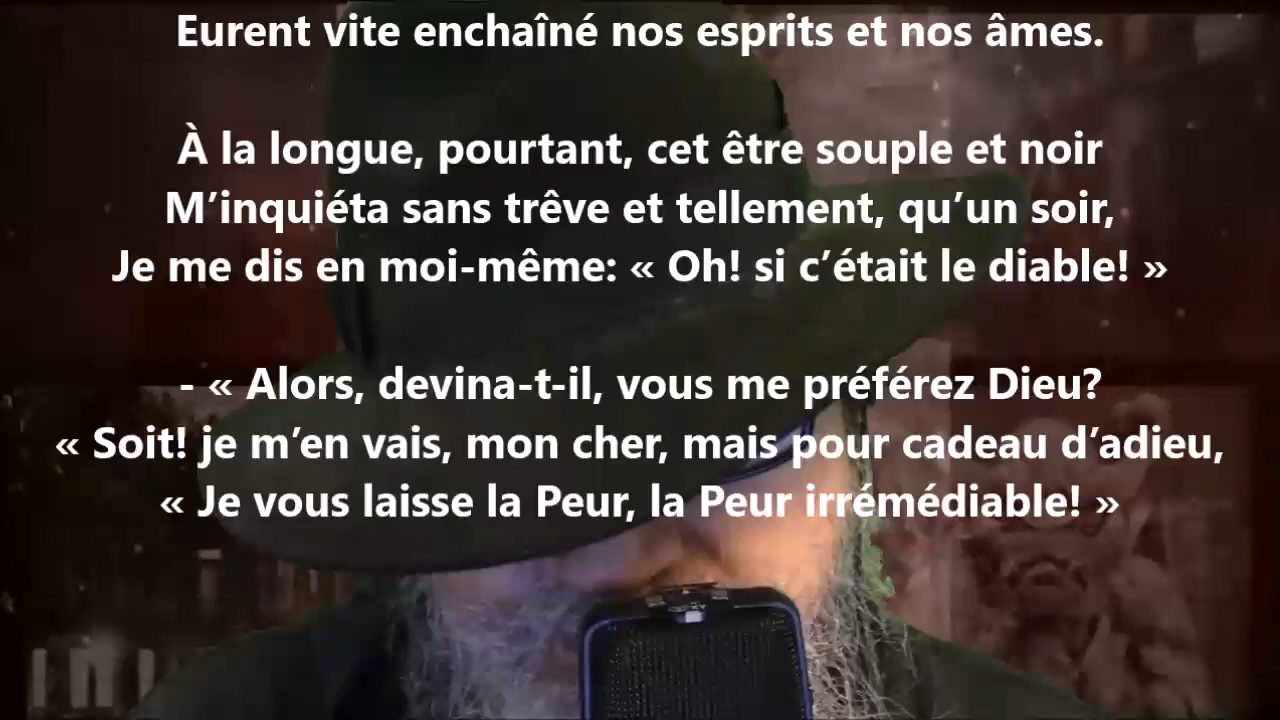 Eurent vite enchaîné nos esprits et nos âmes.
À la longue, pourtant, cet être souple et noir
M’inquiéta sans trêve et tellement, qu’un soir,
Je me dis en moi-même: « Oh! si c’était le diable! »
- « Alors, devina-t-il, vous me préférez Dieu?
« Soit! je m’en vais, mon cher, mais pour cadeau d’adieu,
« Je vous laisse la Peur, la Peur irrémédiable! »